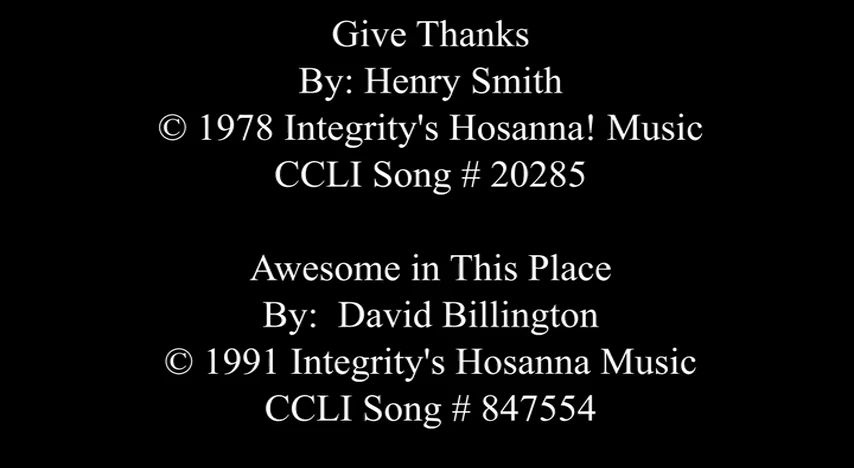 Give Thanks
By: Henry Smith
© 1978 Integrity's Hosanna! Music
CCLI Song # 20285
Awesome in This Place
By:  David Billington
© 1991 Integrity's Hosanna Music
CCLI Song # 847554